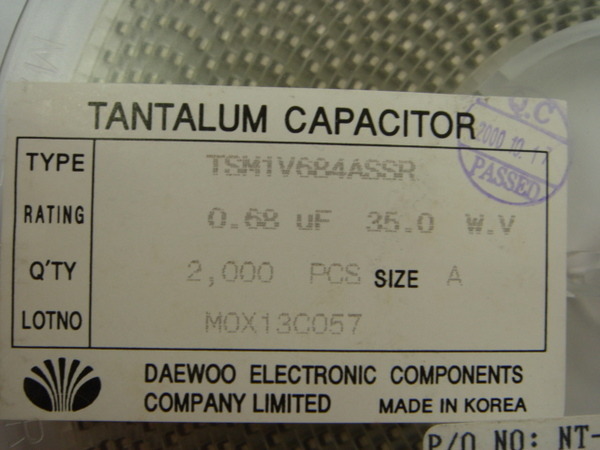 TANTALUM CAPACITOR
Q.C
2000 10. 17
PASSED
TYPE TSM1V684ASSR
RATING 0.68 uF 35.0 W.V
Q'TY 2,000 PCS SIZE A
LOTNO MOX13C057
DAEWOO ELECTRONIC COMPONENTS
COMPANY LIMITED MADE IN KOREA
P/O NO: NT-